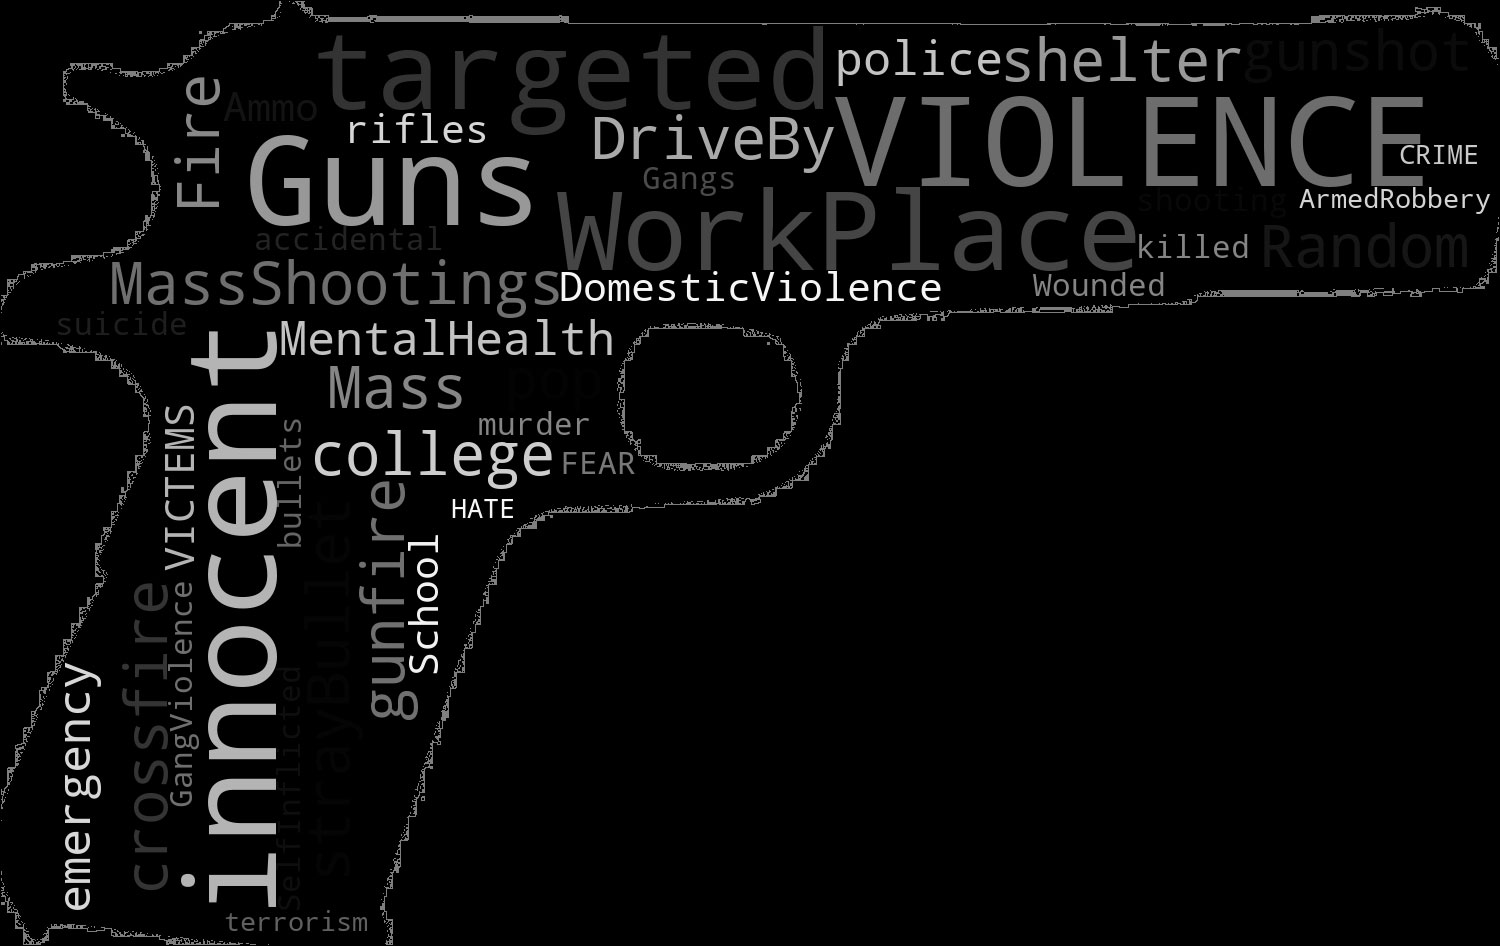 targeted
police
shelter
gunshot
Fire
Ammo
rifles
Guns
DriveBy
VIOLENCE
CRIME
Gangs
WorkPlace
shooting
ArmedRobbery
accidental
killed
Random
MassShootings
DomesticViolence
Wounded
suicide
MentalHealth
innocent
Mass
pop
VICTEMS
bullets
murder
college
FEAR
HATE
gunfire
strayBullet
School
crossfire
GangViolence
emergency
Selfinflicted
terrorism